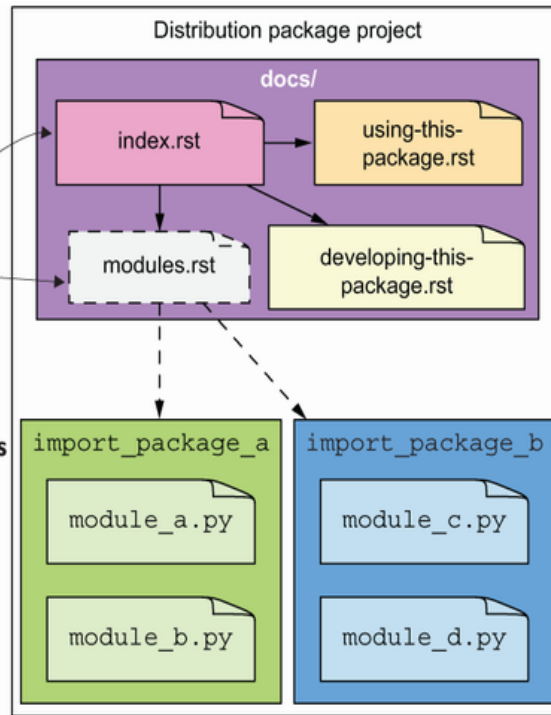 Distribution package project
docs/
index.rst
using-this-
package.rst
modules.rst
developing-this-
package.rst
s
import_package_a
import_package_b
module_a.py
module_c.py
module_b.py
module_d.py